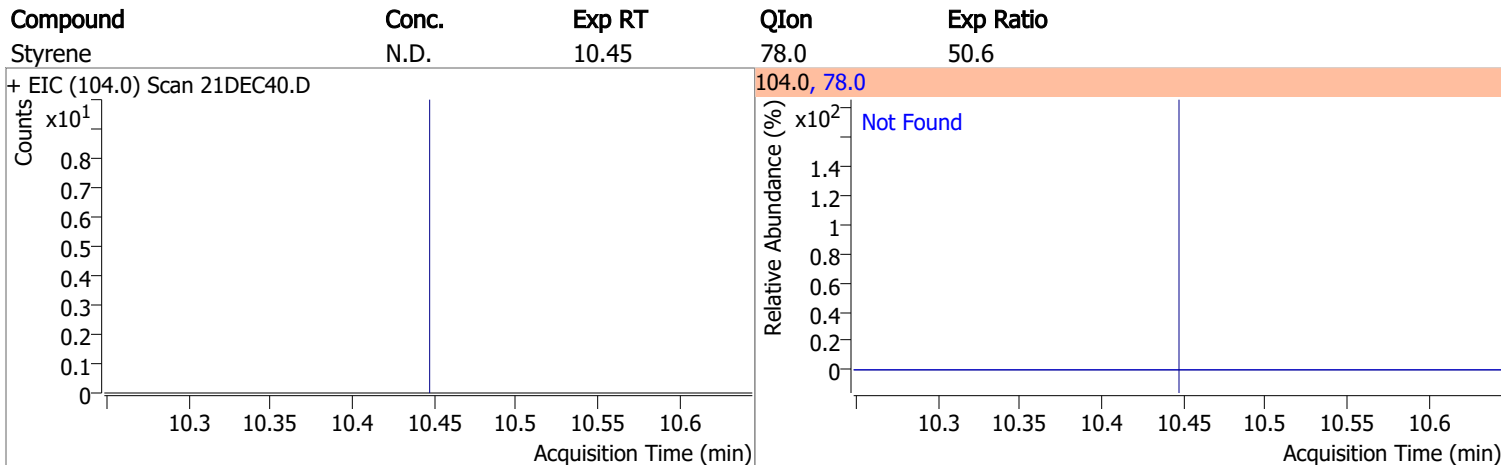 Compound Conc. Exp RT QIon Exp Ratio
Styrene N.D. 10.45 78.0 50.6
+ EIC (104.0) Scan 21DEC40.D
Counts
x10¹
0.8
0.7
0.6
0.5
0.4
0.3
0.2
0.1
0
10.3 10.35 10.4 10.45 10.5 10.55 10.6
Acquisition Time (min)
104.0, 78.0
Relative Abundance (%)
x10²
Not Found
1.4
1.2
1
0.8
0.6
0.4
0.2
0
10.3 10.35 10.4 10.45 10.5 10.55 10.6
Acquisition Time (min)